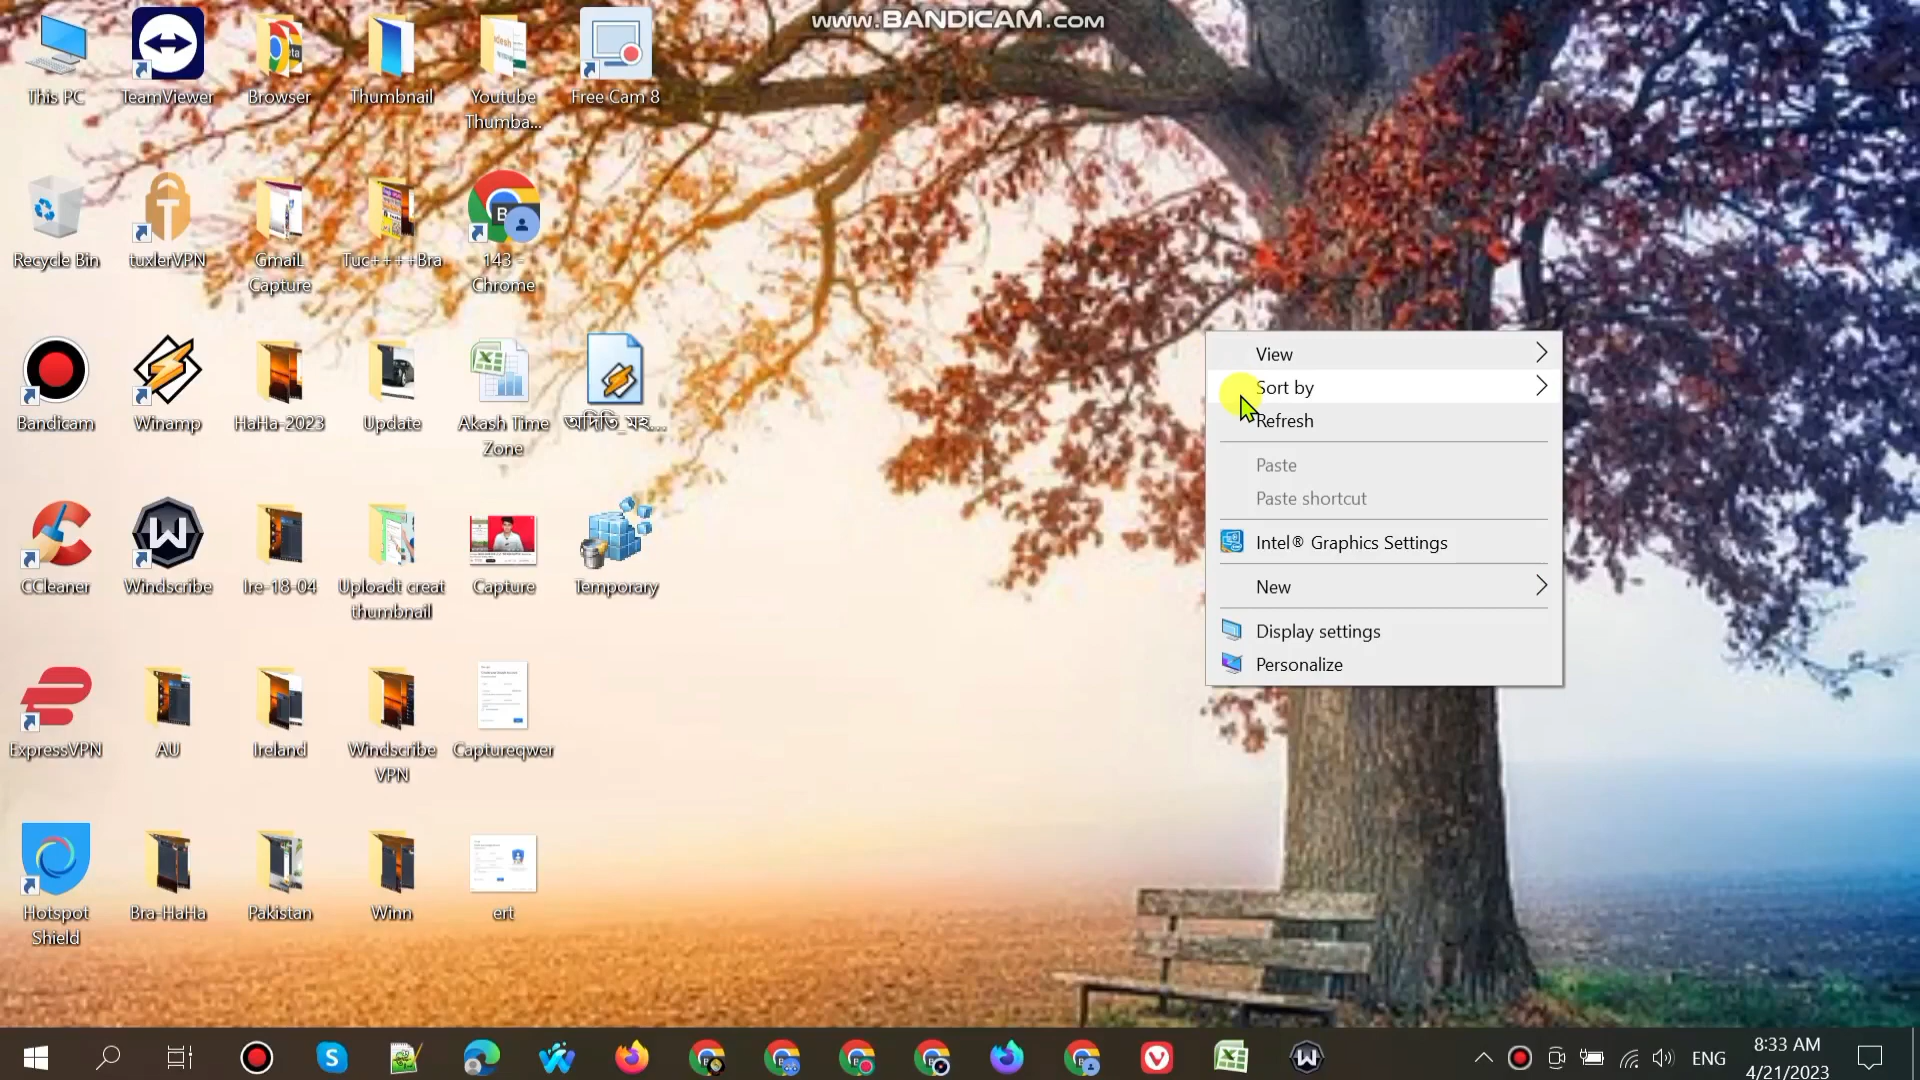 www.BANDICAM.com
This PC
TeamViewer
Browser
Thumbnail
Youtube
Thumba...
Free Cam 8
Recycle Bin
tuxlerVPN
GmaiL
Capture
Tuc++++Bra
143 -
Chrome
Bandicam
Winamp
HaHa-2023
Update
Akash Time
Zone
অদিতি_মহ...
CCleaner
Windscribe
Ire-18-04
Uploadt creat
thumbnail
Capture
Temporary
ExpressVPN
AU
Ireland
Windscribe
VPN
Captureqwer
Hotspot
Shield
Bra-HaHa
Pakistan
Winn
ert
View
Sort by
Refresh
Paste
Paste shortcut
Intel® Graphics Settings
New
Display settings
Personalize
ENG
8:33 AM
4/21/2023